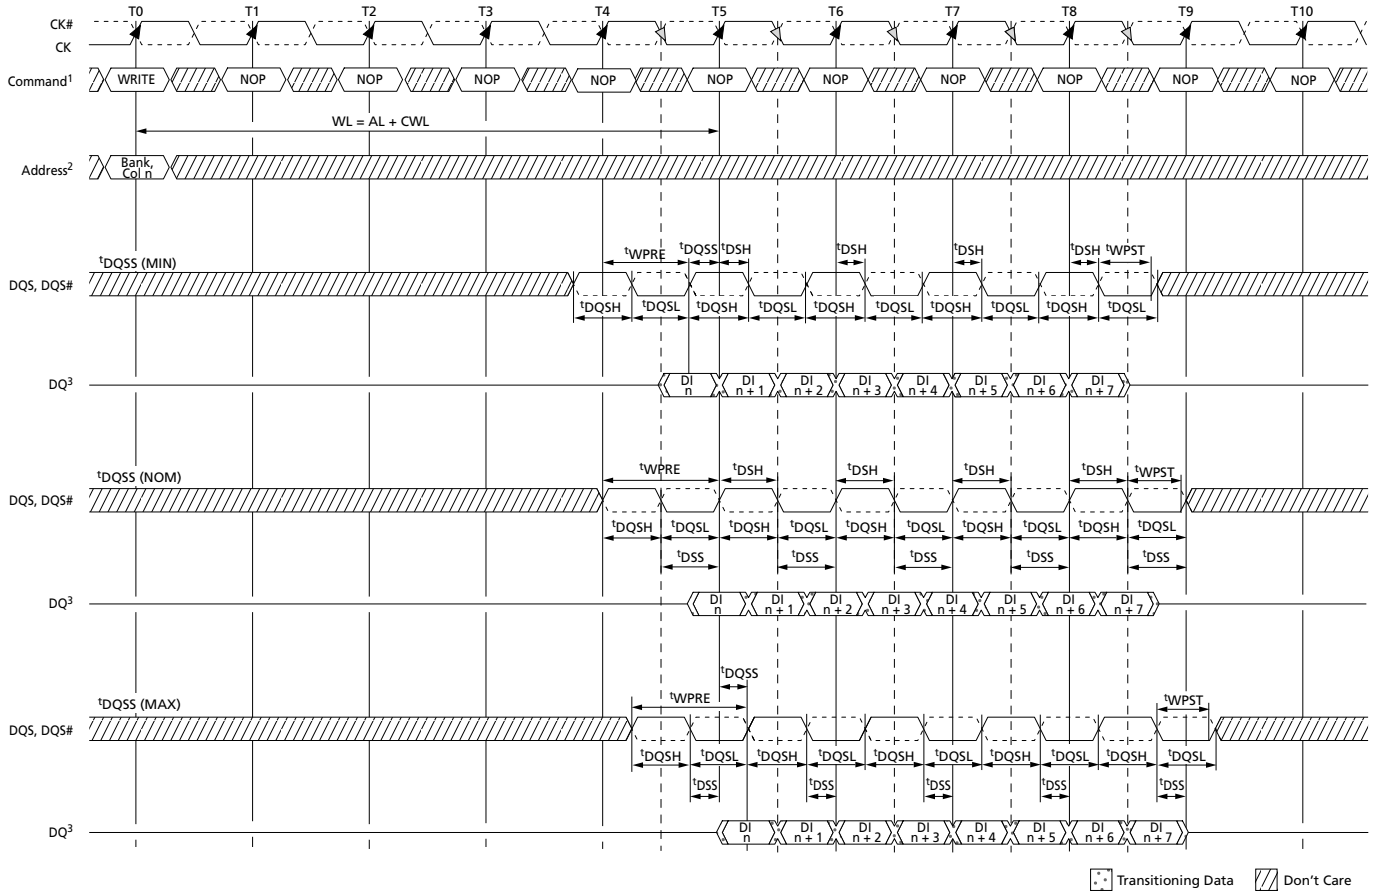 T0 T1 T2 T3 T4 T5 T6 T7 T8 T9 T10
CK#
CK
Command1 WRITE NOP NOP NOP NOP NOP NOP NOP NOP NOP NOP
WL = AL + CWL
Address2 Bank,
Col n
tWPRE tDQSS tDSH tDSH tDSH tDSH tWPST
tDQSS (MIN)
DQS, DQS#
tDQSH tDQSL tDQSH tDQSL tDQSH tDQSL tDQSH tDQSL tDQSH tDQSL
DQ3
DI DI DI DI DI DI DI DI
n n + 1 n + 2 n + 3 n + 4 n + 5 n + 6 n + 7
tWPRE tDSH tDSH tDSH tDSH tWPST
tDQSS (NOM)
DQS, DQS#
tDQSH tDQSL tDQSH tDQSL tDQSH tDQSL tDQSH tDQSL tDQSH tDQSL
tDSS tDSS tDSS tDSS tDSS
DQ3
DI DI DI DI DI DI DI DI
n n + 1 n + 2 n + 3 n + 4 n + 5 n + 6 n + 7
tDQSS
tDQSS (MAX) tWPRE tWPST
DQS, DQS#
tDQSH tDQSL tDQSH tDQSL tDQSH tDQSL tDQSH tDQSL tDQSH tDQSL
tDSS tDSS tDSS tDSS tDSS
DQ3
DI DI DI DI DI DI DI DI
n n + 1 n + 2 n + 3 n + 4 n + 5 n + 6 n + 7
Transitioning Data Don't Care